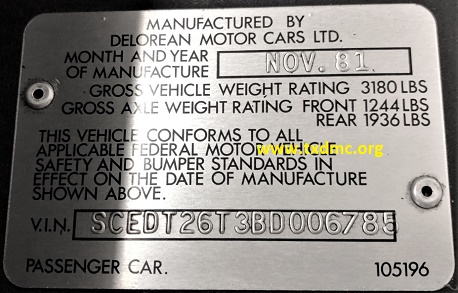 MANUFACTURED BY
DELOREAN MOTOR CARS LTD.
MONTH AND YEAR
OF MANUFACTURE NOV. 81
GROSS VEHICLE WEIGHT RATING 3180 LBS
GROSS AXLE WEIGHT RATING FRONT 1244 LBS
REAR 1936 LBS
THIS VEHICLE CONFORMS TO ALL
APPLICABLE FEDERAL MOTOR VEHICLE
www.txdmc.org
SAFETY AND BUMPER STANDARDS IN
EFFECT ON THE DATE OF MANUFACTURE
SHOWN ABOVE.
V.I.N. SCEDT26T3BD006785
PASSENGER CAR. 105196